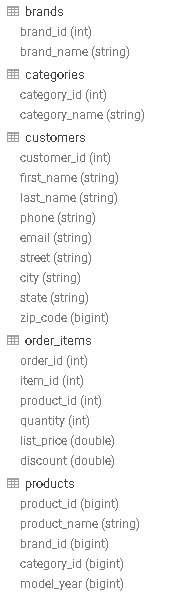 brands
brand_id (int)
brand_name (string)
categories
category_id (int)
category_name (string)
customers
customer_id (int)
first_name (string)
last_name (string)
phone (string)
email (string)
street (string)
city (string)
state (string)
zip_code (bigint)
order_items
order_id (int)
item_id (int)
product_id (int)
quantity (int)
list_price (double)
discount (double)
products
product_id (bigint)
product_name (string)
brand_id (bigint)
category_id (bigint)
model_year (bigint)